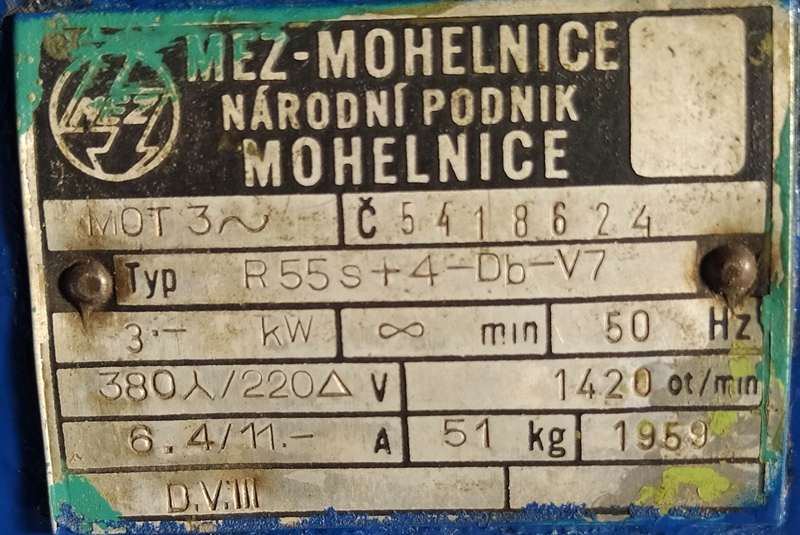 MEZ
MEZ-MOHELNICE
NÁRODNÍ PODNIK
MOHELNICE
MOT 3~ Č 5418624
Typ R55s+4-Db-V7
3.- kW ∞ min 50 Hz
380⅄/220△ V 1420 ot/min
6.4/11.- A 51 kg 1959
D.V.III